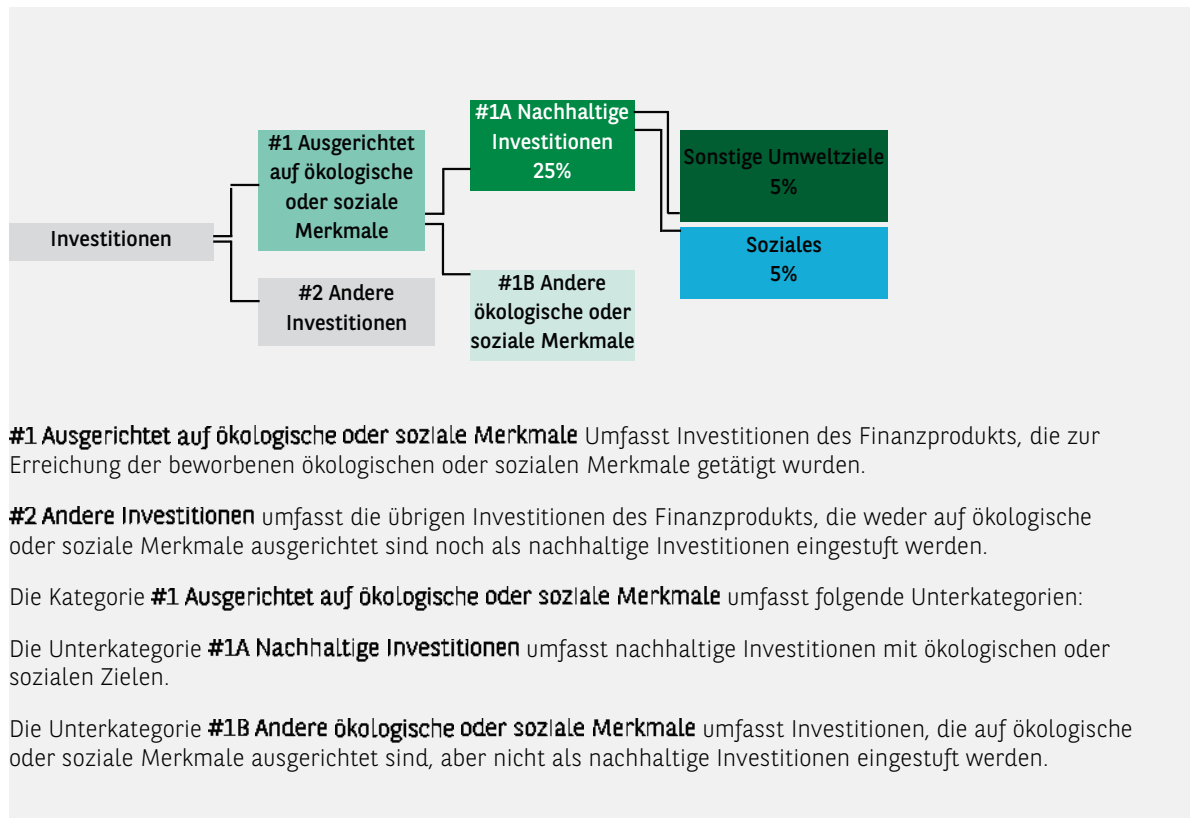 #1A Nachhaltige
Investitionen
25%
#1 Ausgerichtet
auf ökologische
oder soziale
Merkmale
Sonstige Umweltziele
5%
Investitionen
Soziales
5%
#2 Andere
Investitionen
#1B Andere
ökologische oder
soziale Merkmale
#1 Ausgerichtet auf ökologische oder soziale Merkmale Umfasst Investitionen des Finanzprodukts, die zur
Erreichung der beworbenen ökologischen oder sozialen Merkmale getätigt wurden.
#2 Andere Investitionen umfasst die übrigen Investitionen des Finanzprodukts, die weder auf ökologische
oder soziale Merkmale ausgerichtet sind noch als nachhaltige Investitionen eingestuft werden.
Die Kategorie #1 Ausgerichtet auf ökologische oder soziale Merkmale umfasst folgende Unterkategorien:
Die Unterkategorie #1A Nachhaltige Investitionen umfasst nachhaltige Investitionen mit ökologischen oder
sozialen Zielen.
Die Unterkategorie #1B Andere ökologische oder soziale Merkmale umfasst Investitionen, die auf ökologische
oder soziale Merkmale ausgerichtet sind, aber nicht als nachhaltige Investitionen eingestuft werden.